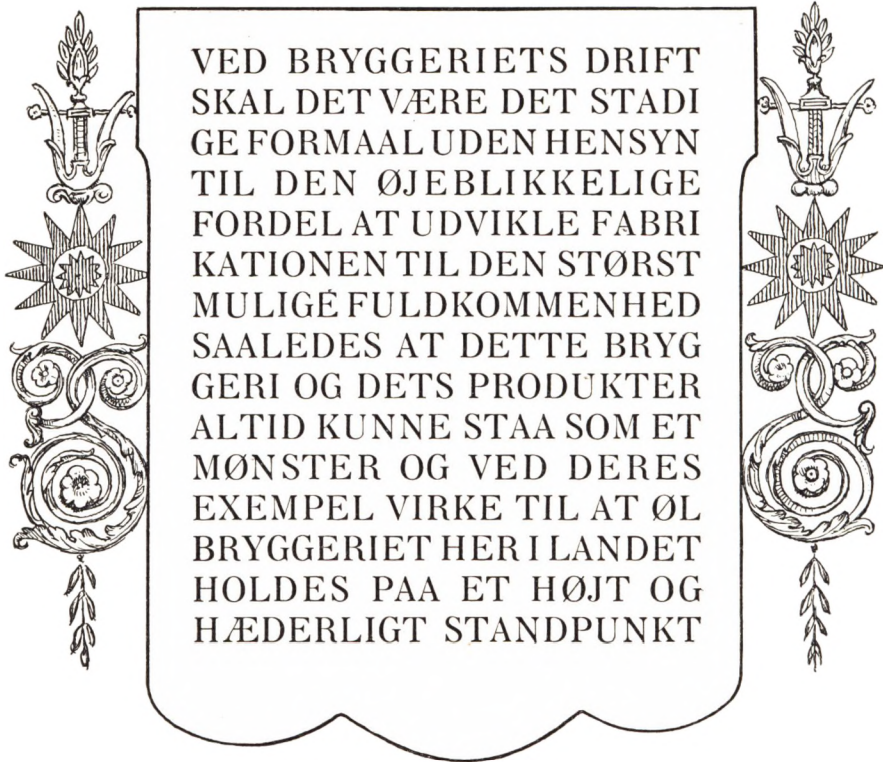 VED BRYGGERIETS DRIFT
SKAL DET VÆRE DET STADI
GE FORMAAL UDEN HENSYN
TIL DEN ØJEBLIKKELIGE
FORDEL AT UDVIKLE FABRI
KATIONEN TIL DEN STØRST
MULIGE FULDKOMMENHED
SAALEDES AT DETTE BRYG
GERI OG DETS PRODUKTER
ALTID KUNNE STAA SOM ET
MØNSTER OG VED DERES
EXEMPEL VIRKE TIL AT ØL
BRYGGERIET HER I LANDET
HOLDES PAA ET HØJT OG
HÆDERLIGT STANDPUNKT